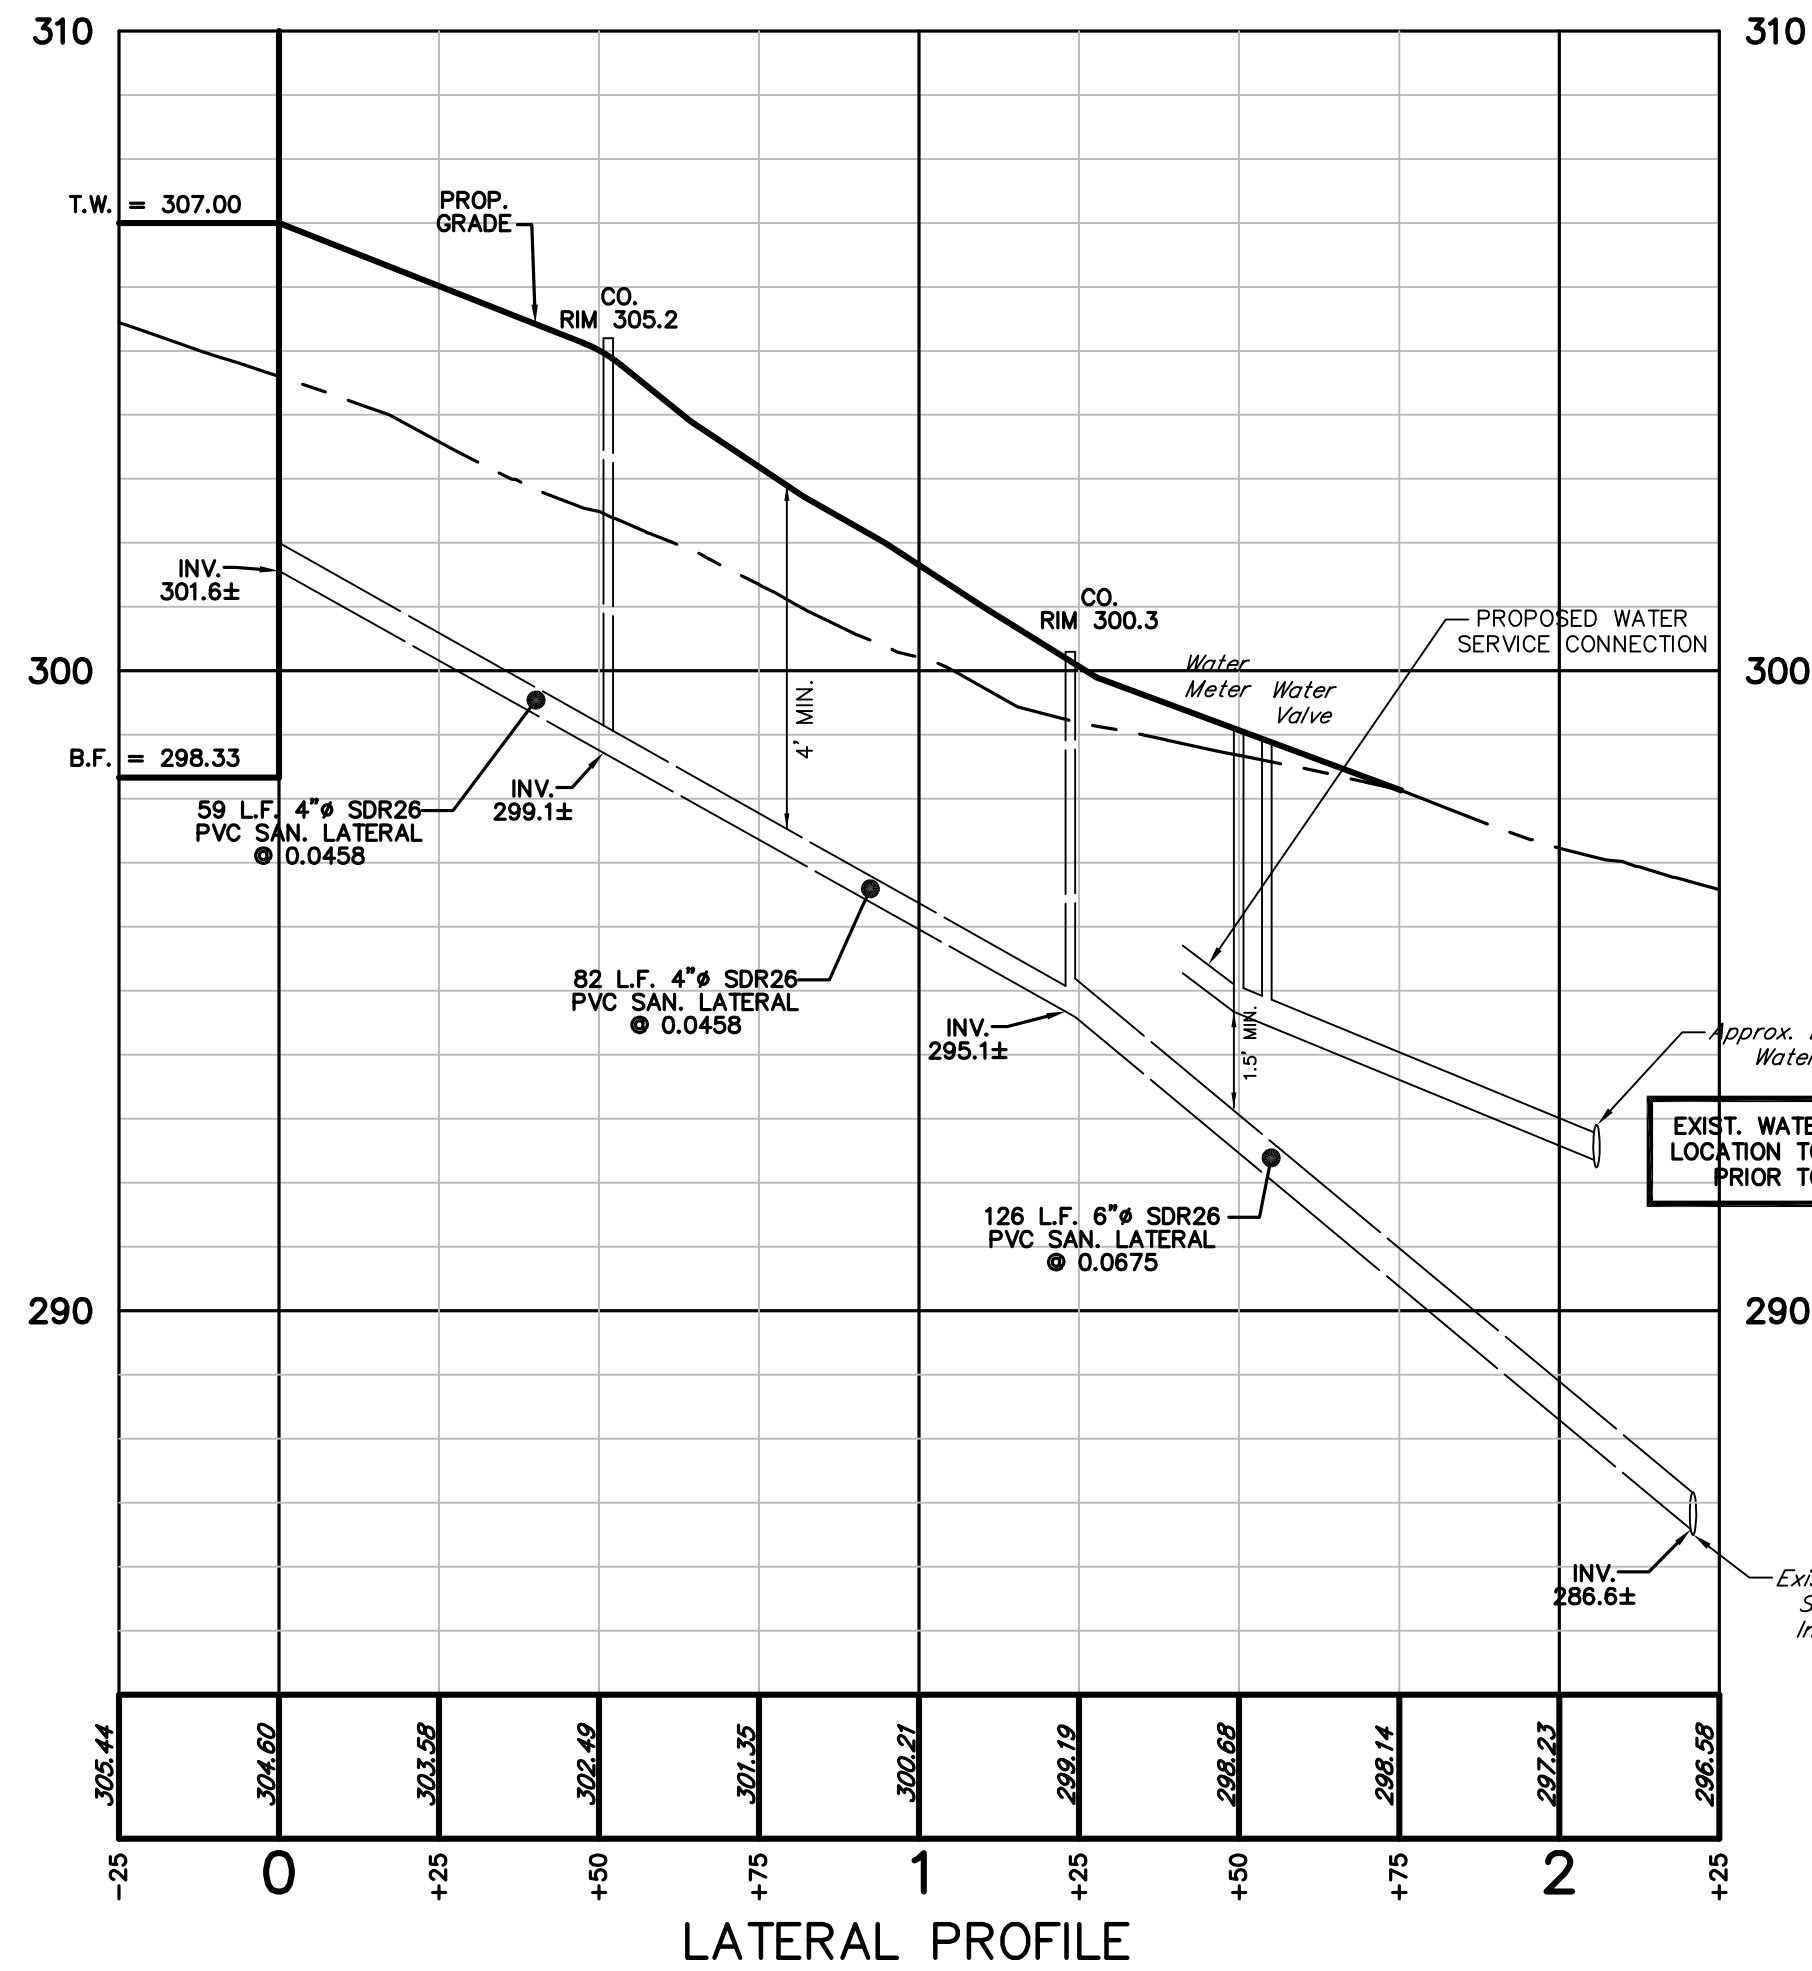 310
310
T.W. = 307.00
PROP.
GRADE
CO.
RIM 305.2
INV.
301.6±
CO.
RIM 300.3
PROPOSED WATER
SERVICE CONNECTION
Water
Meter
Water
Valve
300
300
4' MIN.
B.F. = 298.33
INV.
299.1±
59 L.F. 4"ø SDR26
PVC SAN. LATERAL
@ 0.0458
82 L.F. 4"ø SDR26
PVC SAN. LATERAL
@ 0.0458
INV.
295.1±
1.5' MIN.
Approx.
Water
EXIST. WATE
LOCATION TO
PRIOR TO
126 L.F. 6"ø SDR26
PVC SAN. LATERAL
@ 0.0675
290
290
INV.
286.6±
Exis
S
In
305.44 304.60 303.58 302.49 301.35 300.21 299.19 298.68 298.14 297.23 296.58
-25 0 +25 +50 +75 1 +25 +50 +75 2 +25
LATERAL PROFILE